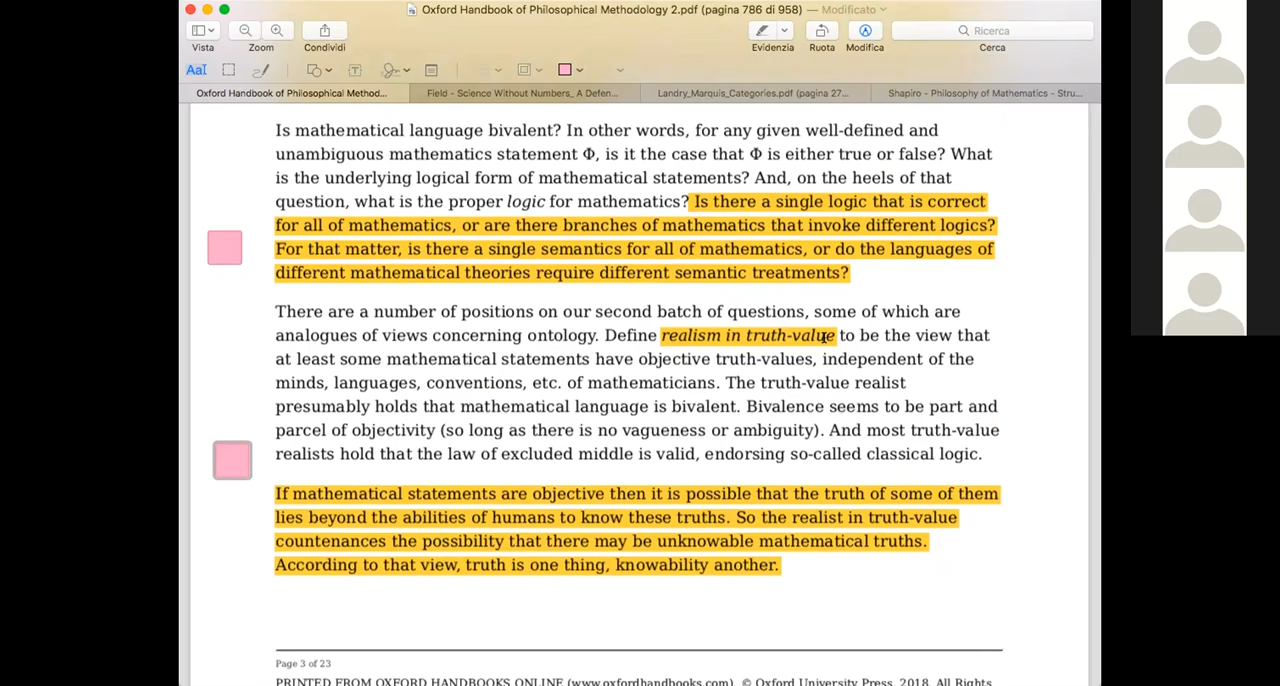 Oxford Handbook of Philosophical Methodology 2.pdf (pagina 786 di 958) — Modificato
Vista Zoom Condividi Evidenzia Ruota Modifica Ricerca Cerca
AaI
Oxford Handbook of Philosophical Method... Field - Science Without Numbers_ A Defen... Landry_Marquis_Categories.pdf (pagina 27... Shapiro - Philosophy of Mathematics - Stru...
Is mathematical language bivalent? In other words, for any given well-defined and
unambiguous mathematics statement Φ, is it the case that Φ is either true or false? What
is the underlying logical form of mathematical statements? And, on the heels of that
question, what is the proper logic for mathematics? Is there a single logic that is correct
for all of mathematics, or are there branches of mathematics that invoke different logics?
For that matter, is there a single semantics for all of mathematics, or do the languages of
different mathematical theories require different semantic treatments?
There are a number of positions on our second batch of questions, some of which are
analogues of views concerning ontology. Define realism in truth-value to be the view that
at least some mathematical statements have objective truth-values, independent of the
minds, languages, conventions, etc. of mathematicians. The truth-value realist
presumably holds that mathematical language is bivalent. Bivalence seems to be part and
parcel of objectivity (so long as there is no vagueness or ambiguity). And most truth-value
realists hold that the law of excluded middle is valid, endorsing so-called classical logic.
If mathematical statements are objective then it is possible that the truth of some of them
lies beyond the abilities of humans to know these truths. So the realist in truth-value
countenances the possibility that there may be unknowable mathematical truths.
According to that view, truth is one thing, knowability another.
Page 3 of 23
PRINTED FROM OXFORD HANDBOOKS ONLINE (www.oxfordhandbooks.com). © Oxford University Press, 2018. All Rights